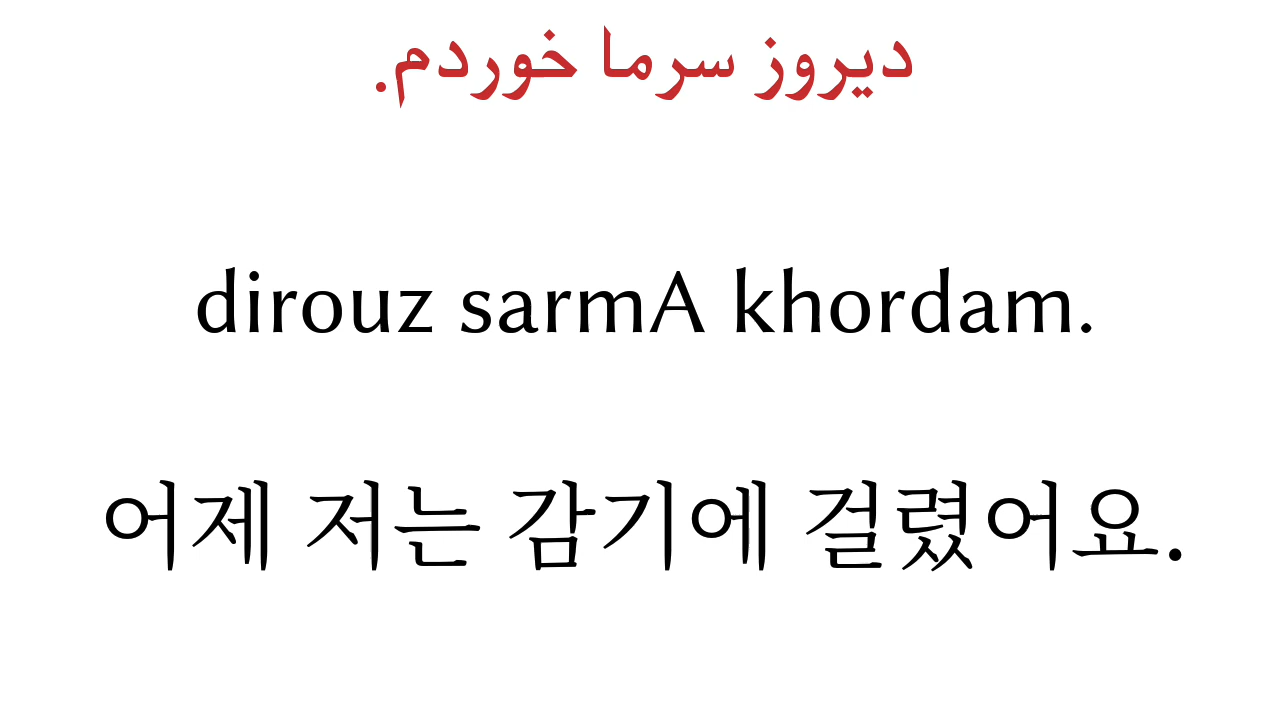 دیروز سرما خوردم.
dirouz sarmA khordam.
어제 저는 감기에 걸렸어요.